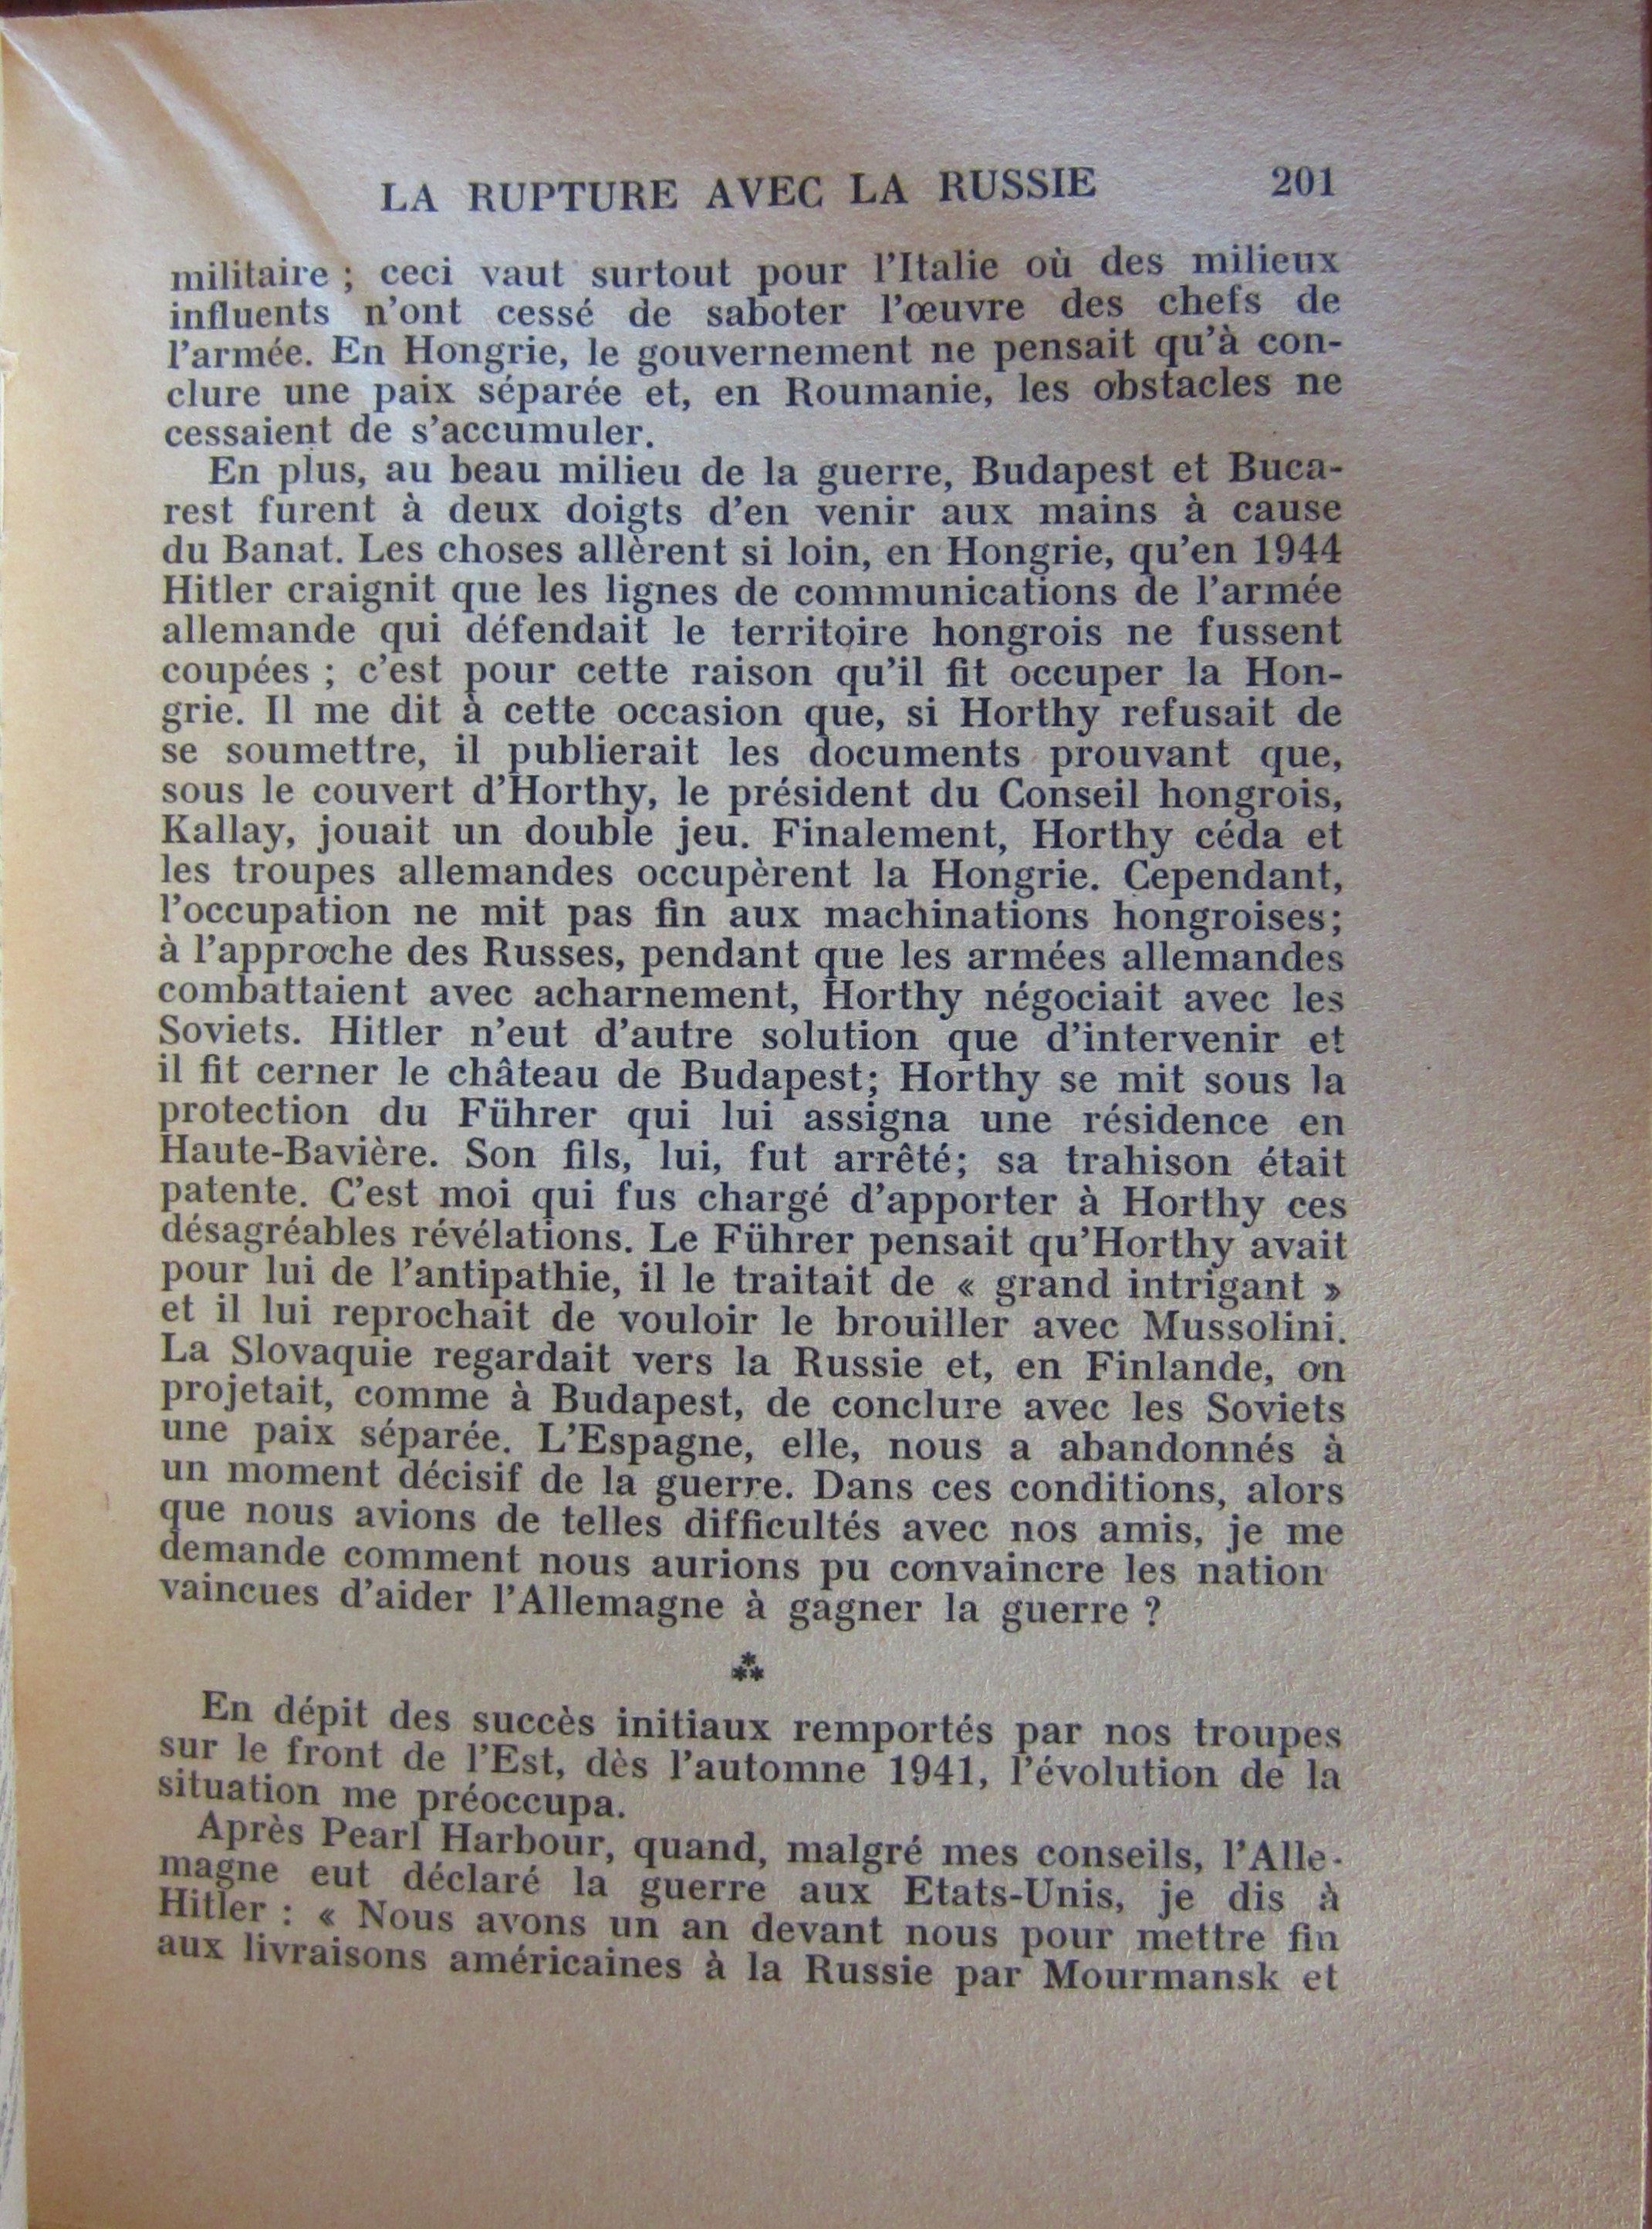 LA RUPTURE AVEC LA RUSSIE 201
militaire ; ceci vaut surtout pour l'Italie où des milieux
influents n'ont cessé de saboter l'œuvre des chefs de
l'armée. En Hongrie, le gouvernement ne pensait qu'à con-
clure une paix séparée et, en Roumanie, les obstacles ne
cessaient de s'accumuler.
En plus, au beau milieu de la guerre, Budapest et Buca-
rest furent à deux doigts d'en venir aux mains à cause
du Banat. Les choses allèrent si loin, en Hongrie, qu'en 1944
Hitler craignit que les lignes de communications de l'armée
allemande qui défendait le territoire hongrois ne fussent
coupées ; c'est pour cette raison qu'il fit occuper la Hon-
grie. Il me dit à cette occasion que, si Horthy refusait de
se soumettre, il publierait les documents prouvant que,
sous le couvert d'Horthy, le président du Conseil hongrois,
Kallay, jouait un double jeu. Finalement, Horthy céda et
les troupes allemandes occupèrent la Hongrie. Cependant,
l'occupation ne mit pas fin aux machinations hongroises;
à l'approche des Russes, pendant que les armées allemandes
combattaient avec acharnement, Horthy négociait avec les
Soviets. Hitler n'eut d'autre solution que d'intervenir et
il fit cerner le château de Budapest; Horthy se mit sous la
protection du Führer qui lui assigna une résidence en
Haute-Bavière. Son fils, lui, fut arrêté; sa trahison était
patente. C'est moi qui fus chargé d'apporter à Horthy ces
désagréables révélations. Le Führer pensait qu'Horthy avait
pour lui de l'antipathie, il le traitait de « grand intrigant »
et il lui reprochait de vouloir le brouiller avec Mussolini.
La Slovaquie regardait vers la Russie et, en Finlande, on
projetait, comme à Budapest, de conclure avec les Soviets
une paix séparée. L'Espagne, elle, nous a abandonnés à
un moment décisif de la guerre. Dans ces conditions, alors
que nous avions de telles difficultés avec nos amis, je me
demande comment nous aurions pu convaincre les nation
vaincues d'aider l'Allemagne à gagner la guerre ?
⁂
En dépit des succès initiaux remportés par nos troupes
sur le front de l'Est, dès l'automne 1941, l'évolution de la
situation me préoccupa.
Après Pearl Harbour, quand, malgré mes conseils, l'Alle-
magne eut déclaré la guerre aux Etats-Unis, je dis à
Hitler : « Nous avons un an devant nous pour mettre fin
aux livraisons américaines à la Russie par Mourmansk et